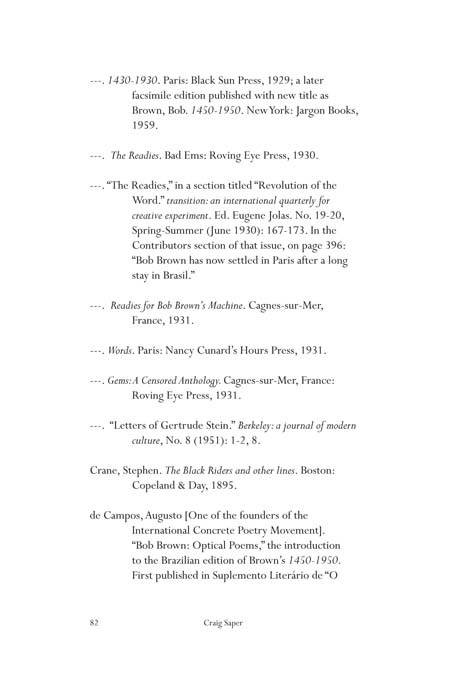 ---. 1430-1930. Paris: Black Sun Press, 1929; a later
facsimile edition published with new title as
Brown, Bob. 1450-1950. New York: Jargon Books,
1959.
---. The Readies. Bad Ems: Roving Eye Press, 1930.
---. “The Readies,” in a section titled “Revolution of the
Word.” transition: an international quarterly for
creative experiment. Ed. Eugene Jolas. No. 19-20,
Spring-Summer (June 1930): 167-173. In the
Contributors section of that issue, on page 396:
“Bob Brown has now settled in Paris after a long
stay in Brasil.”
---. Readies for Bob Brown’s Machine. Cagnes-sur-Mer,
France, 1931.
---. Words. Paris: Nancy Cunard’s Hours Press, 1931.
---. Gems: A Censored Anthology. Cagnes-sur-Mer, France:
Roving Eye Press, 1931.
---. “Letters of Gertrude Stein.” Berkeley: a journal of modern
culture, No. 8 (1951): 1-2, 8.
Crane, Stephen. The Black Riders and other lines. Boston:
Copeland & Day, 1895.
de Campos, Augusto [One of the founders of the
International Concrete Poetry Movement].
“Bob Brown: Optical Poems,” the introduction
to the Brazilian edition of Brown’s 1450-1950.
First published in Suplemento Literário de “O
82 Craig Saper